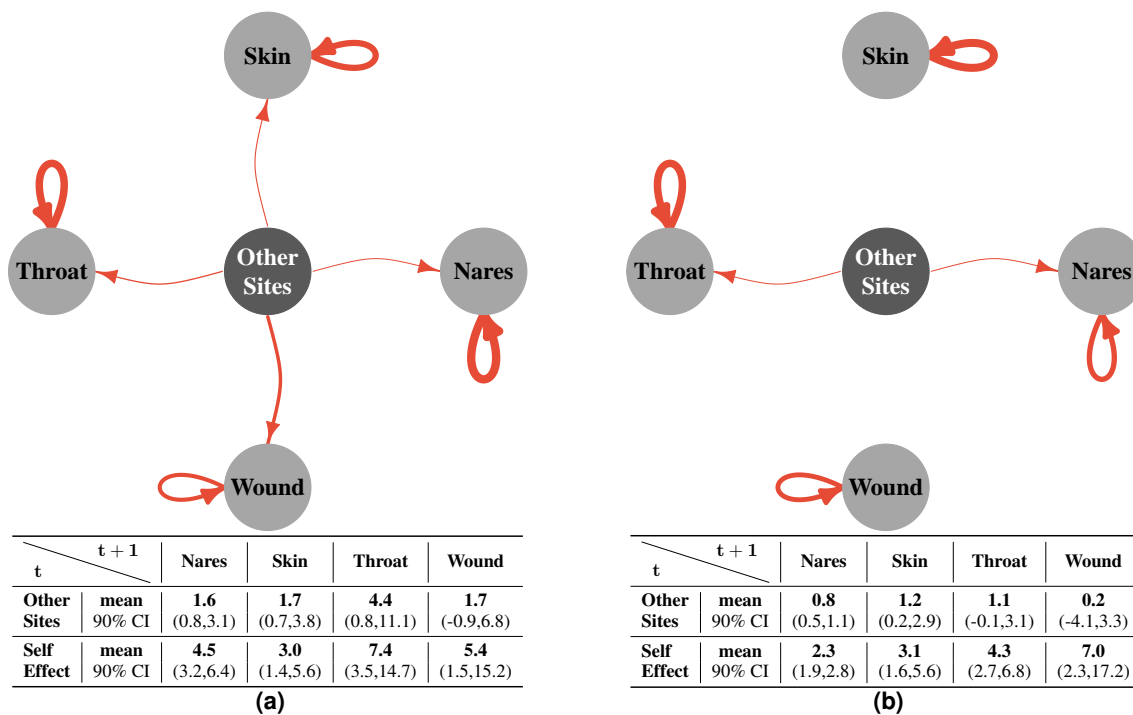 Skin
Throat
Other
Sites
Nares
Wound
t + 1
t
Nares Skin Throat Wound
Other mean 1.6 1.7 4.4 1.7
Sites 90% CI (0.8,3.1) (0.7,3.8) (0.8,11.1) (-0.9,6.8)
Self mean 4.5 3.0 7.4 5.4
Effect 90% CI (3.2,6.4) (1.4,5.6) (3.5,14.7) (1.5,15.2)
(a)
Skin
Throat
Other
Sites
Nares
Wound
t + 1
t
Nares Skin Throat Wound
Other mean 0.8 1.2 1.1 0.2
Sites 90% CI (0.5,1.1) (0.2,2.9) (-0.1,3.1) (-4.1,3.3)
Self mean 2.3 3.1 4.3 7.0
Effect 90% CI (1.9,2.8) (1.6,5.6) (2.7,6.8) (2.3,17.2)
(b)